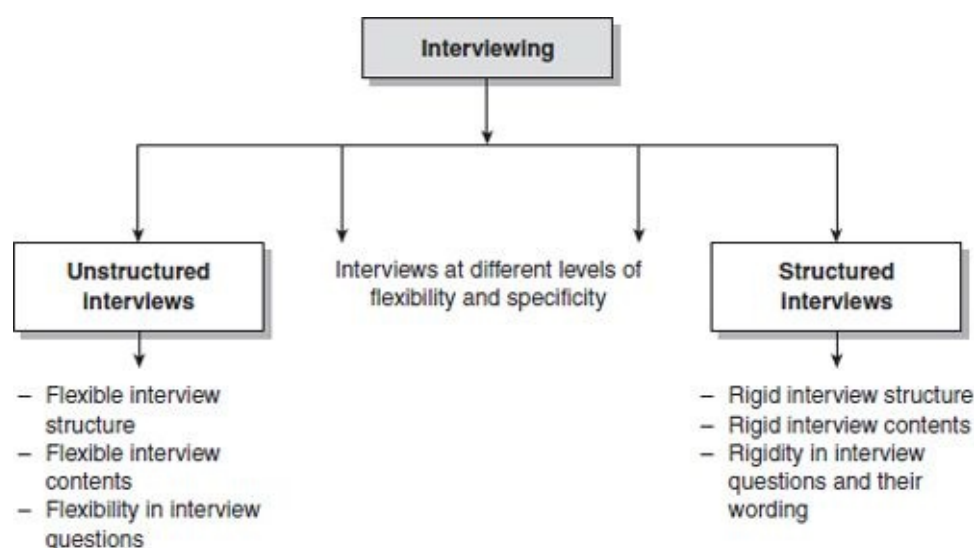 Interviewing
Unstructured
interviews
Interviews at different levels of
flexibility and specificity
Structured
interviews
– Flexible interview
structure
– Flexible interview
contents
– Flexibility in interview
questions
– Rigid interview structure
– Rigid interview contents
– Rigidity in interview
questions and their
wording